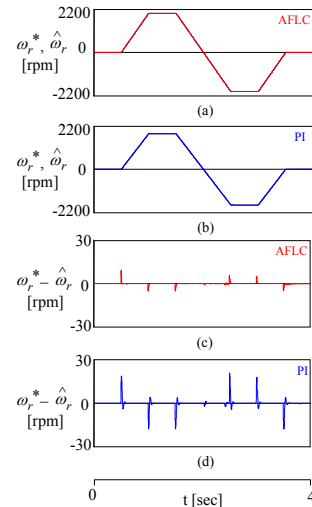 2200
AFLC
ω_r*, ω̂_r
0
[rpm]
-2200
(a)
2200
PI
ω_r*, ω̂_r
0
[rpm]
-2200
(b)
30
AFLC
ω_r* − ω̂_r
0
[rpm]
-30
(c)
30
PI
ω_r* − ω̂_r
0
[rpm]
-30
(d)
0 4
t [sec]